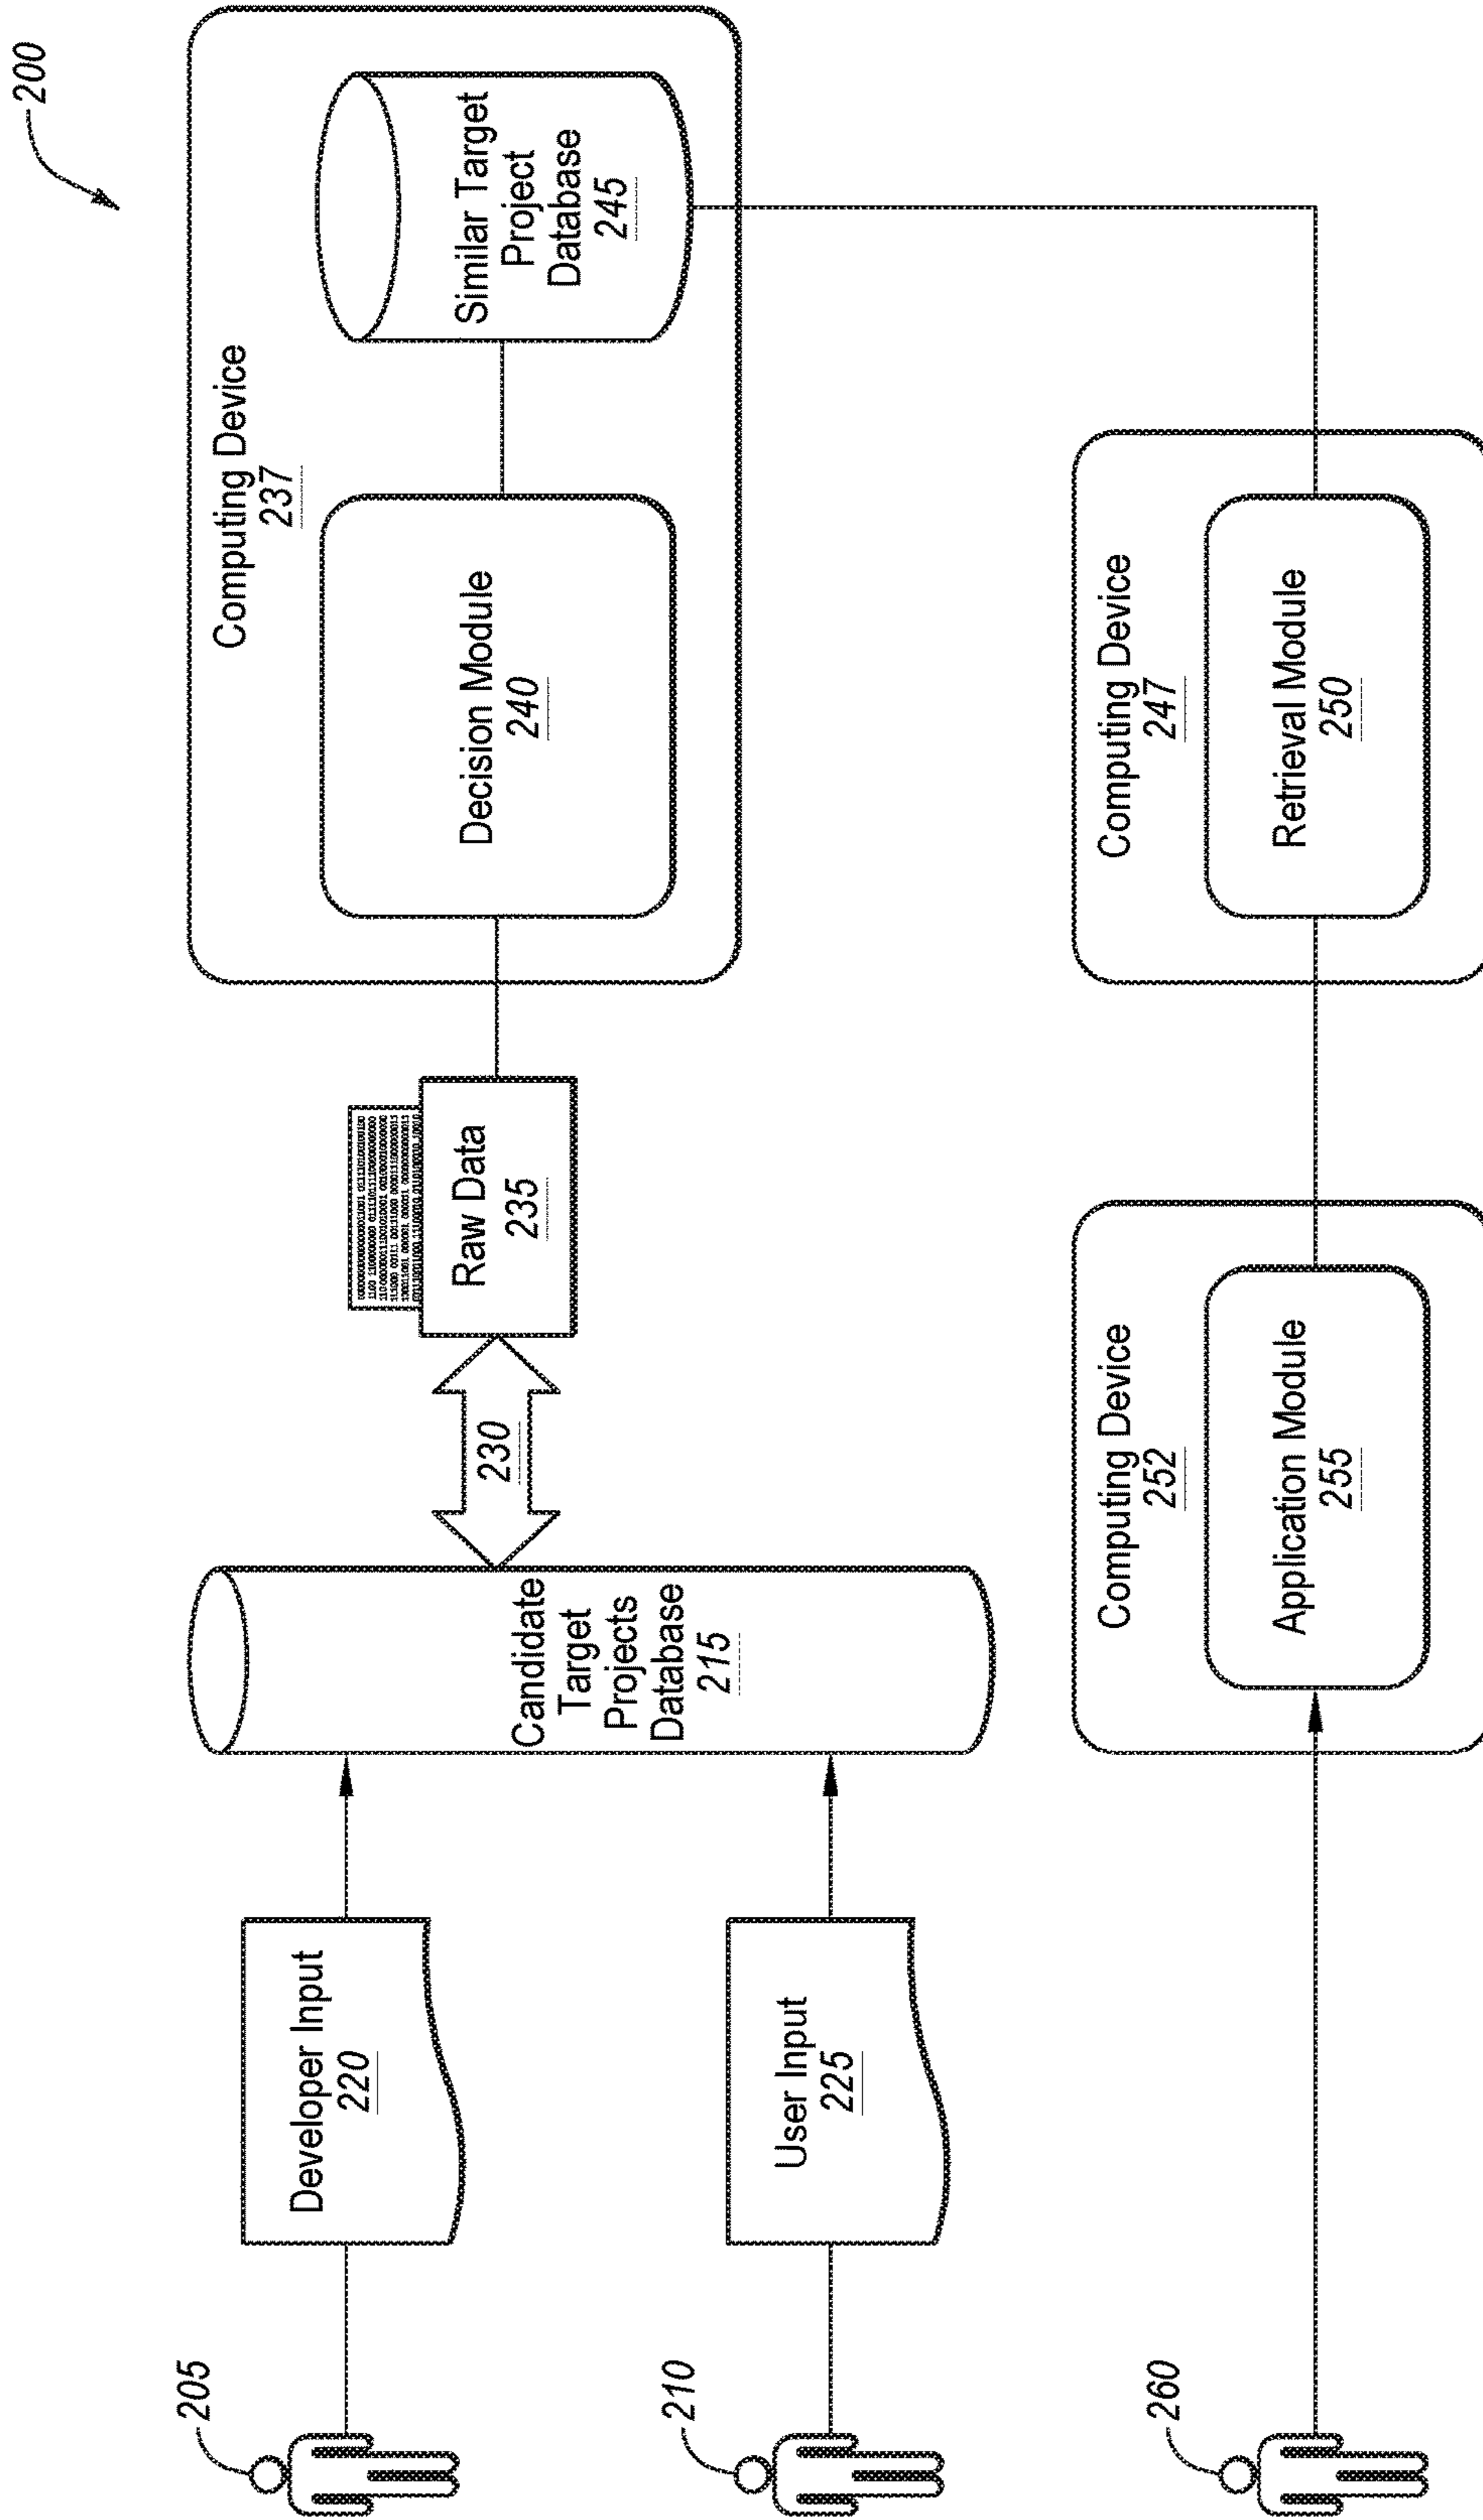 200
Computing Device
237
Similar Target
Project
Database
245
Decision Module
240
Raw Data
235
230
Candidate
Target
Projects
Database
215
Developer Input
220
205
User Input
225
210
Computing Device
247
Retrieval Module
250
Computing Device
252
Application Module
255
260